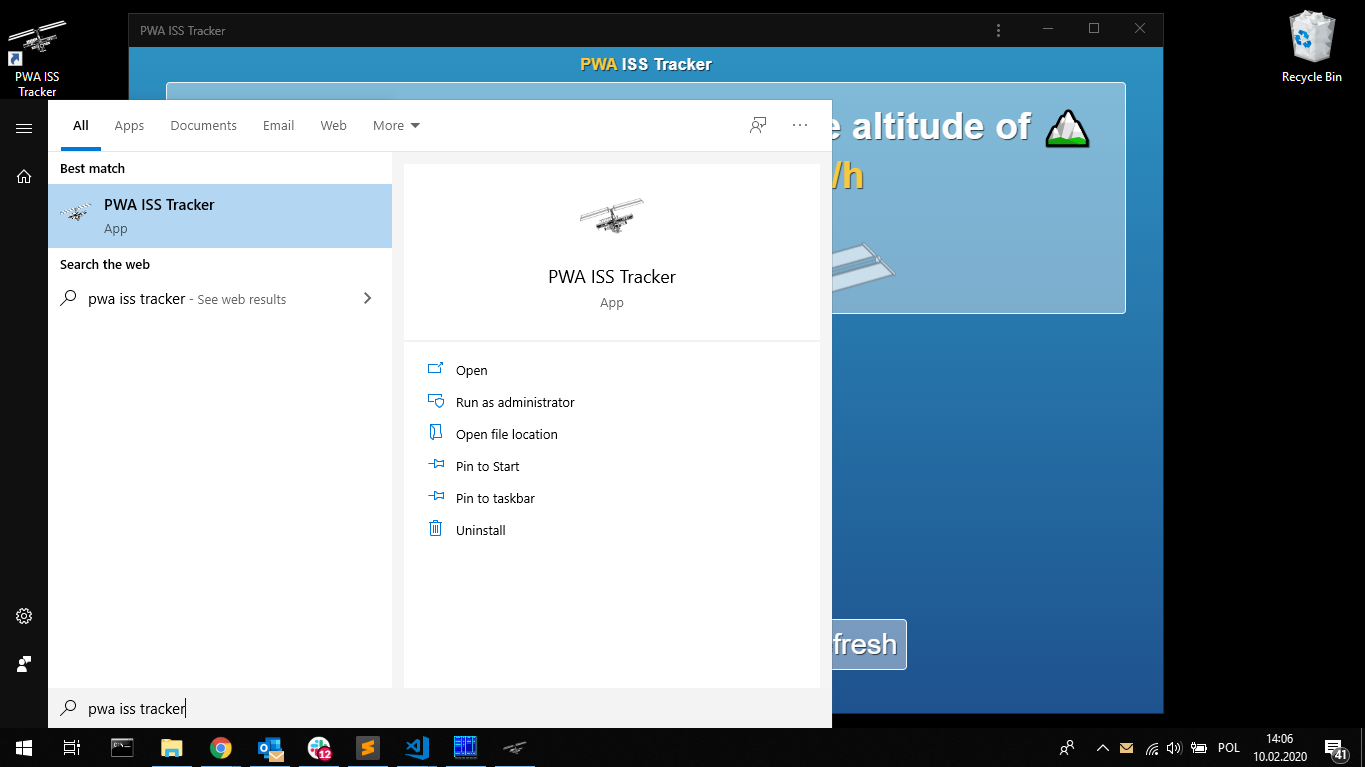 PWA ISS Tracker
PWA ISS Tracker
Recycle Bin
PWA ISS
Tracker
e altitude of
/h
fresh
All Apps Documents Email Web More
Best match
PWA ISS Tracker
App
Search the web
pwa iss tracker - See web results
PWA ISS Tracker
App
Open
Run as administrator
Open file location
Pin to Start
Pin to taskbar
Uninstall
pwa iss tracker
12
POL
14:06
10.02.2020
41